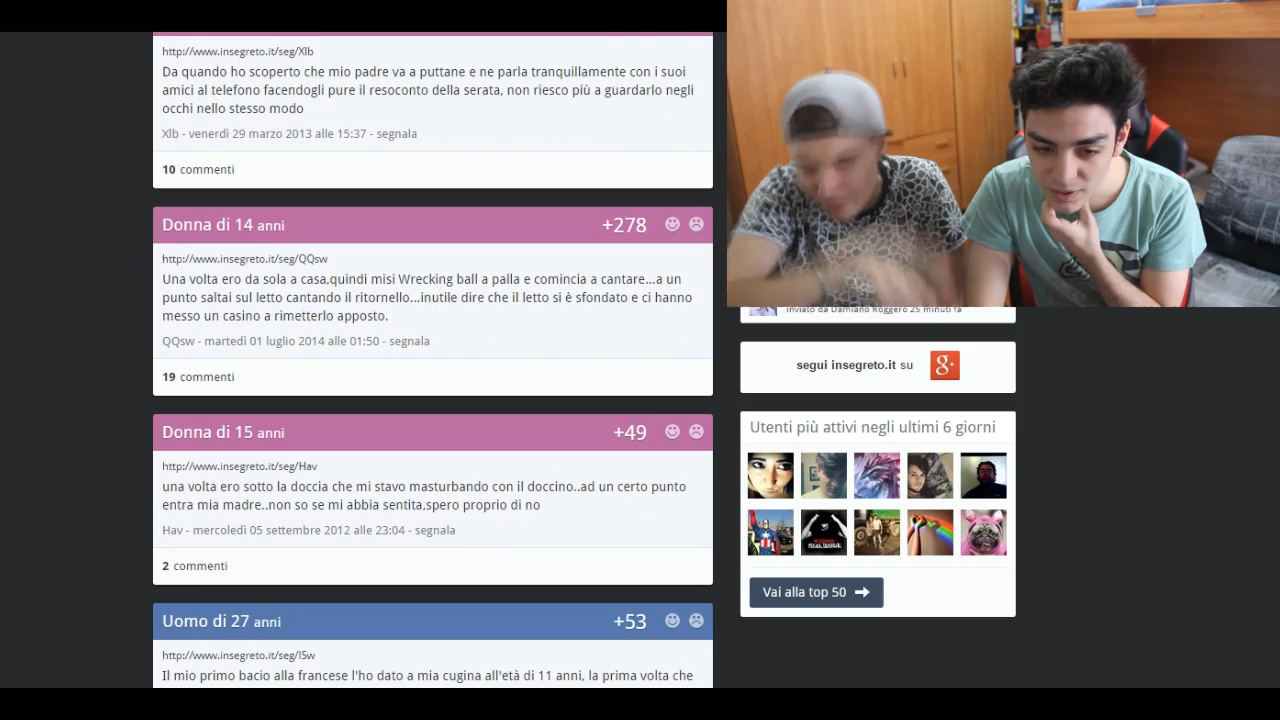 http://www.insegreto.it/seg/Xlb
Da quando ho scoperto che mio padre va a puttane e ne parla tranquillamente con i suoi
amici al telefono facendogli pure il resoconto della serata, non riesco più a guardarlo negli
occhi nello stesso modo
Xlb - venerdì 29 marzo 2013 alle 15:37 - segnala
10 commenti
Donna di 14 anni +278
http://www.insegreto.it/seg/QQsw
Una volta ero da sola a casa,quindi misi Wrecking ball a palla e comincia a cantare...a un
punto saltai sul letto cantando il ritornello...inutile dire che il letto si è sfondato e ci hanno
messo un casino a rimetterlo apposto.
QQsw - martedì 01 luglio 2014 alle 01:50 - segnala
19 commenti
Donna di 15 anni +49
http://www.insegreto.it/seg/Hav
una volta ero sotto la doccia che mi stavo masturbando con il doccino..ad un certo punto
entra mia madre..non so se mi abbia sentita,spero proprio di no
Hav - mercoledì 05 settembre 2012 alle 23:04 - segnala
2 commenti
Uomo di 27 anni +53
http://www.insegreto.it/seg/I5w
Il mio primo bacio alla francese l'ho dato a mia cugina all'età di 11 anni, la prima volta che
inviato da Damiano Roggero 25 minuti fa
segui insegreto.it su g+
Utenti più attivi negli ultimi 6 giorni
Vai alla top 50